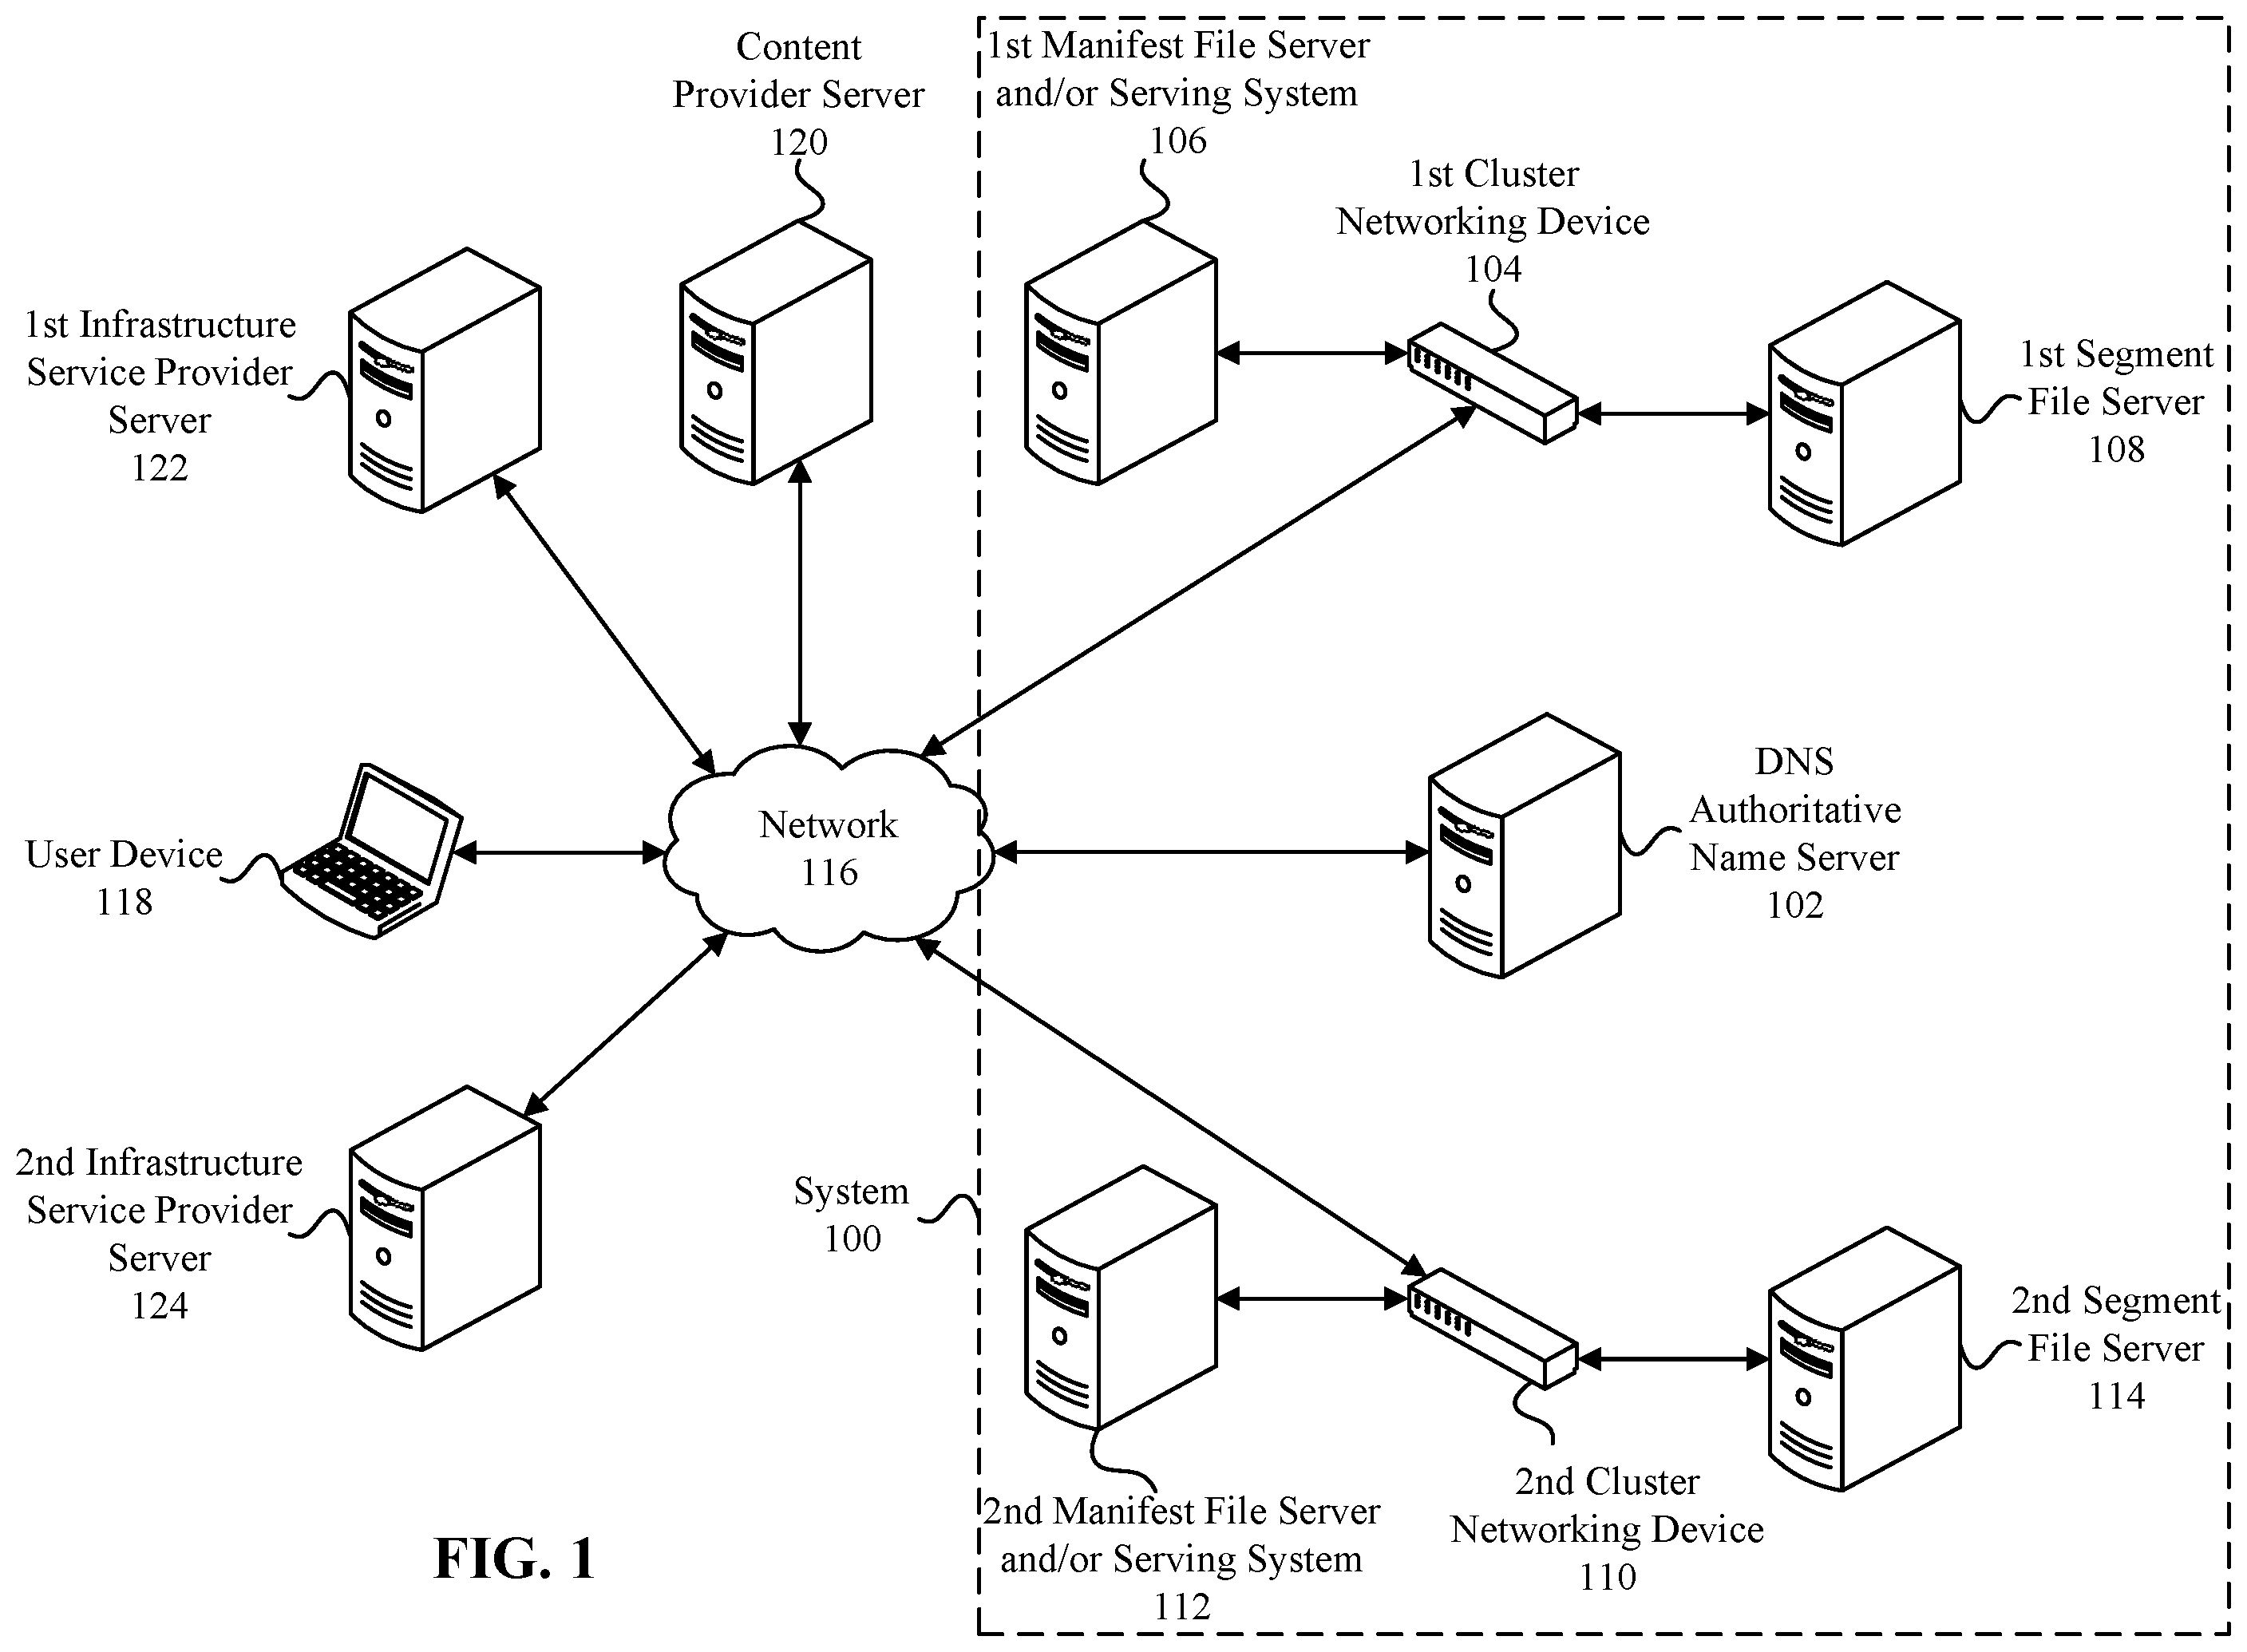 Content
Provider Server
120
1st Manifest File Server
and/or Serving System
106
1st Cluster
Networking Device
104
1st Infrastructure
Service Provider
Server
122
1st Segment
File Server
108
DNS
Authoritative
Name Server
102
Network
116
User Device
118
2nd Infrastructure
Service Provider
Server
124
System
100
2nd Segment
File Server
114
2nd Cluster
Networking Device
110
2nd Manifest File Server
and/or Serving System
112
FIG. 1